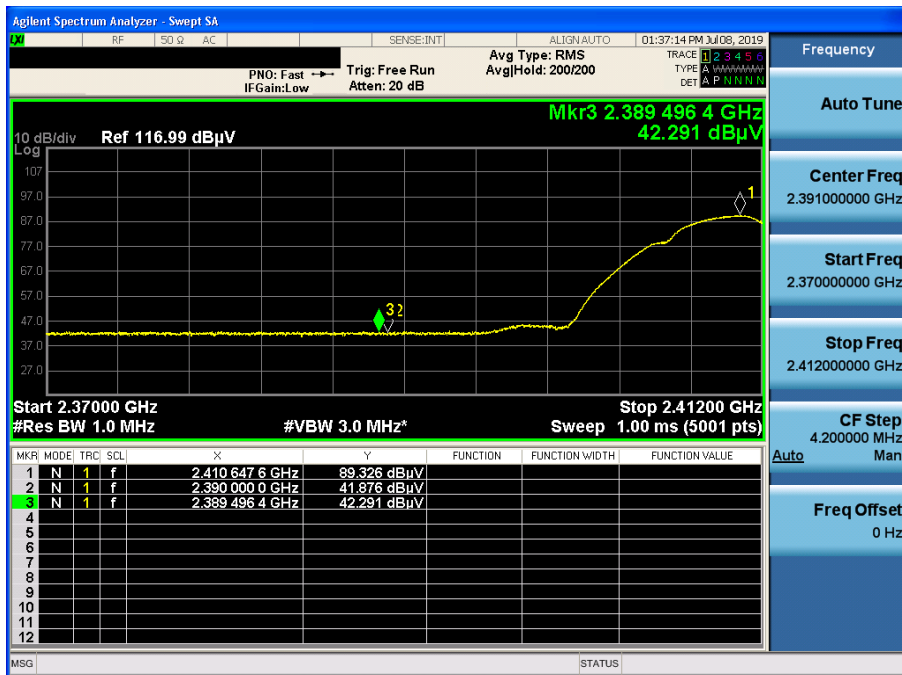 Agilent Spectrum Analyzer - Swept SA
LXI RF 50 Ω AC SENSE:INT ALIGN AUTO 01:37:14 PM Jul 08, 2019
PNO: Fast
IFGain:Low
Trig: Free Run
Atten: 20 dB
Avg Type: RMS
Avg|Hold: 200/200
TRACE 1 2 3 4 5 6
TYPE A WWWWW
DET A P N N N N
Mkr3 2.389 496 4 GHz
42.291 dBµV
10 dB/div Ref 116.99 dBµV
Log
107
97.0
87.0
77.0
67.0
57.0
47.0
37.0
27.0
1
3 2
Start 2.37000 GHz Stop 2.41200 GHz
#Res BW 1.0 MHz #VBW 3.0 MHz* Sweep 1.00 ms (5001 pts)
MKR MODE TRC SCL X Y FUNCTION FUNCTION WIDTH FUNCTION VALUE
1 N 1 f 2.410 647 6 GHz 89.326 dBµV
2 N 1 f 2.390 000 0 GHz 41.876 dBµV
3 N 1 f 2.389 496 4 GHz 42.291 dBµV
4
5
6
7
8
9
10
11
12
MSG STATUS
Frequency
Auto Tune
Center Freq
2.391000000 GHz
Start Freq
2.370000000 GHz
Stop Freq
2.412000000 GHz
CF Step
4.200000 MHz
Auto Man
Freq Offset
0 Hz